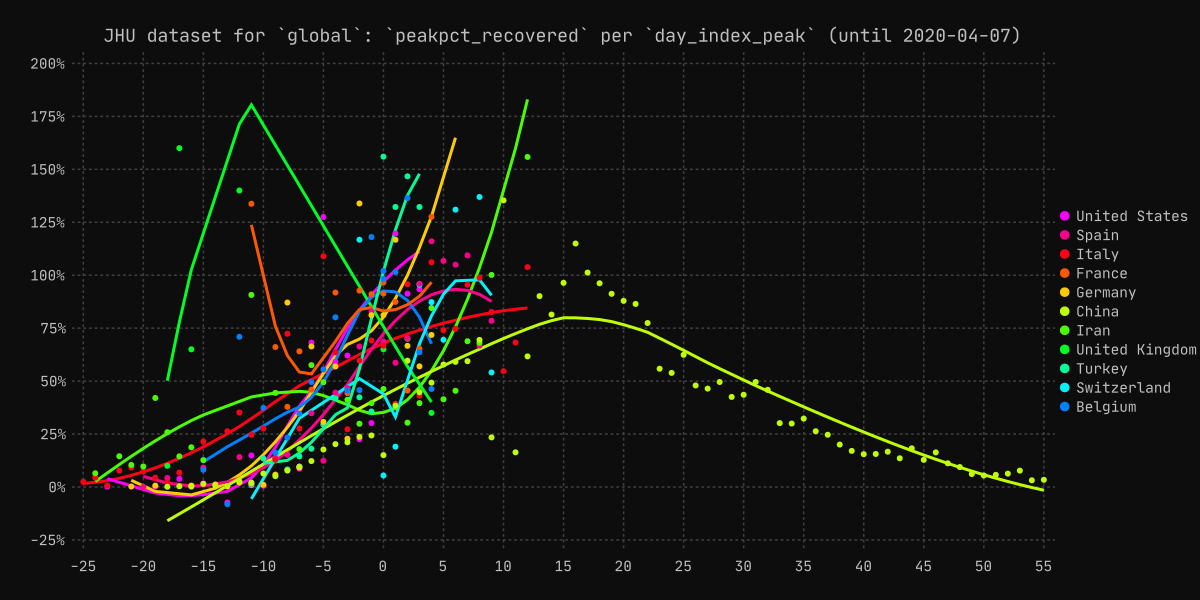 JHU dataset for `global`: `peakpct_recovered` per `day_index_peak` (until 2020-04-07)
200%
175%
150%
125%
100%
75%
50%
25%
0%
-25%
-25 -20 -15 -10 -5 0 5 10 15 20 25 30 35 40 45 50 55
United States
Spain
Italy
France
Germany
China
Iran
United Kingdom
Turkey
Switzerland
Belgium